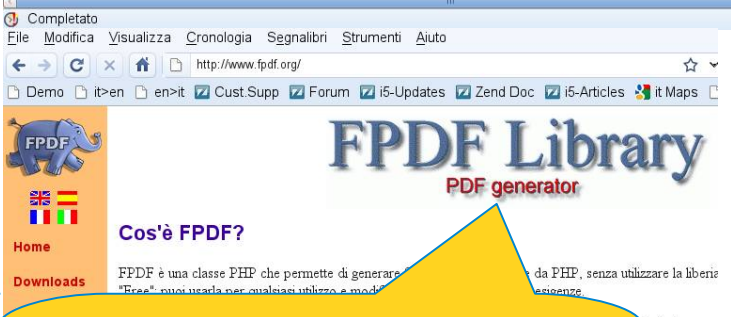 Completato
File Modifica Visualizza Cronologia Segnalibri Strumenti Aiuto
http://www.fpdf.org/
Demo it>en en>it Cust.Supp Forum i5-Updates Zend Doc i5-Articles it Maps
FPDF
FPDF Library
PDF generator
Cos'è FPDF?
Home
FPDF è una classe PHP che permette di generare da PHP, senza utilizzare la liberia
Downloads
"Free": puoi usarla per qualsiasi utilizzo e esigenze.